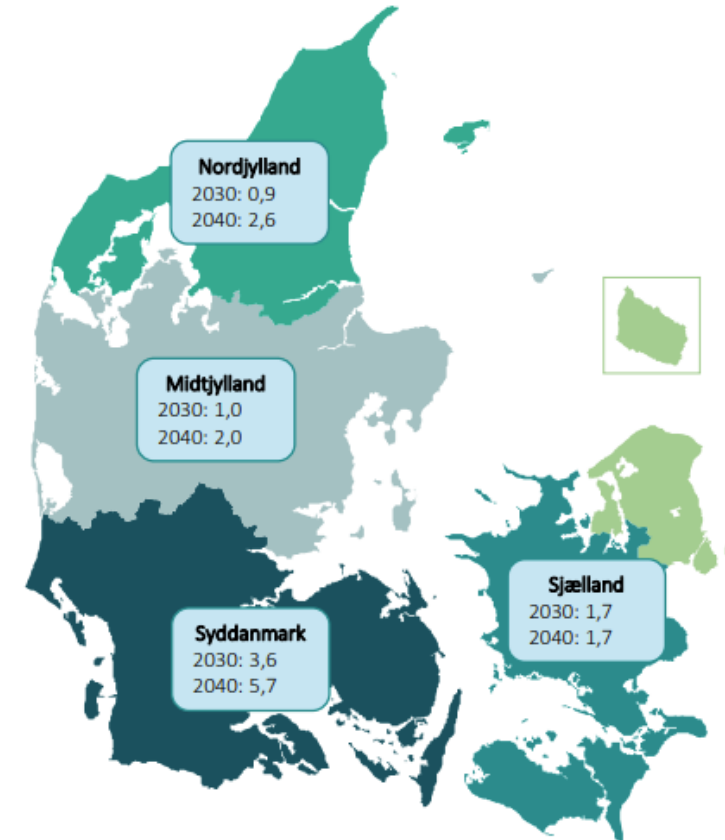 Nordjylland
2030: 0,9
2040: 2,6
Midtjylland
2030: 1,0
2040: 2,0
Sjælland
2030: 1,7
2040: 1,7
Syddanmark
2030: 3,6
2040: 5,7